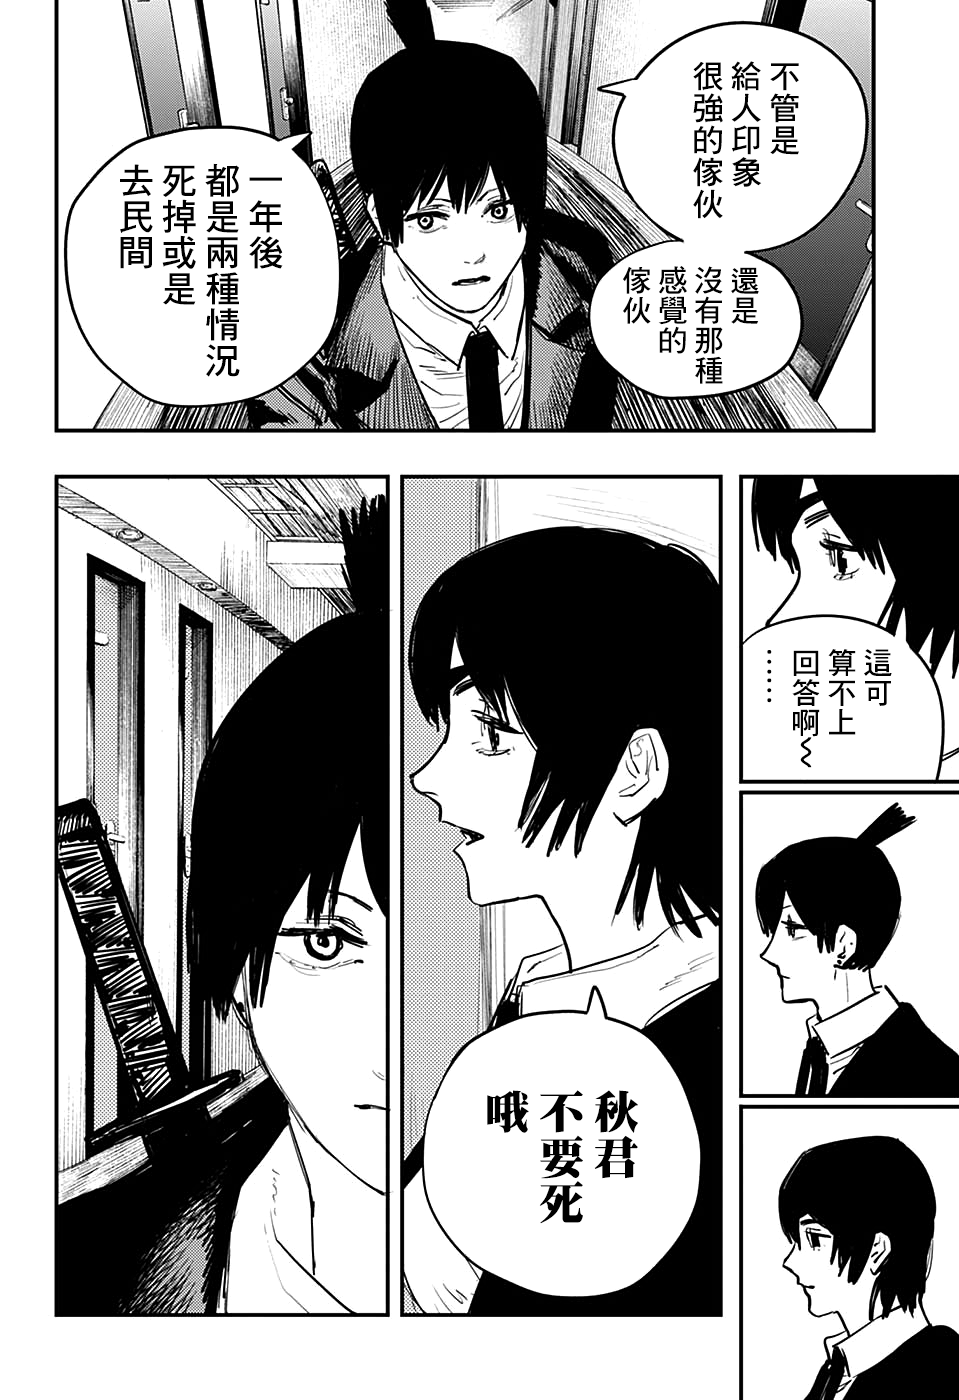 不管是
給人印象
很強的傢伙
還是
沒有那種
感覺的
傢伙
一年後
都是兩種情況
死掉或是
去民間
這可
算不上
回答啊~
……
秋君
不要死
哦